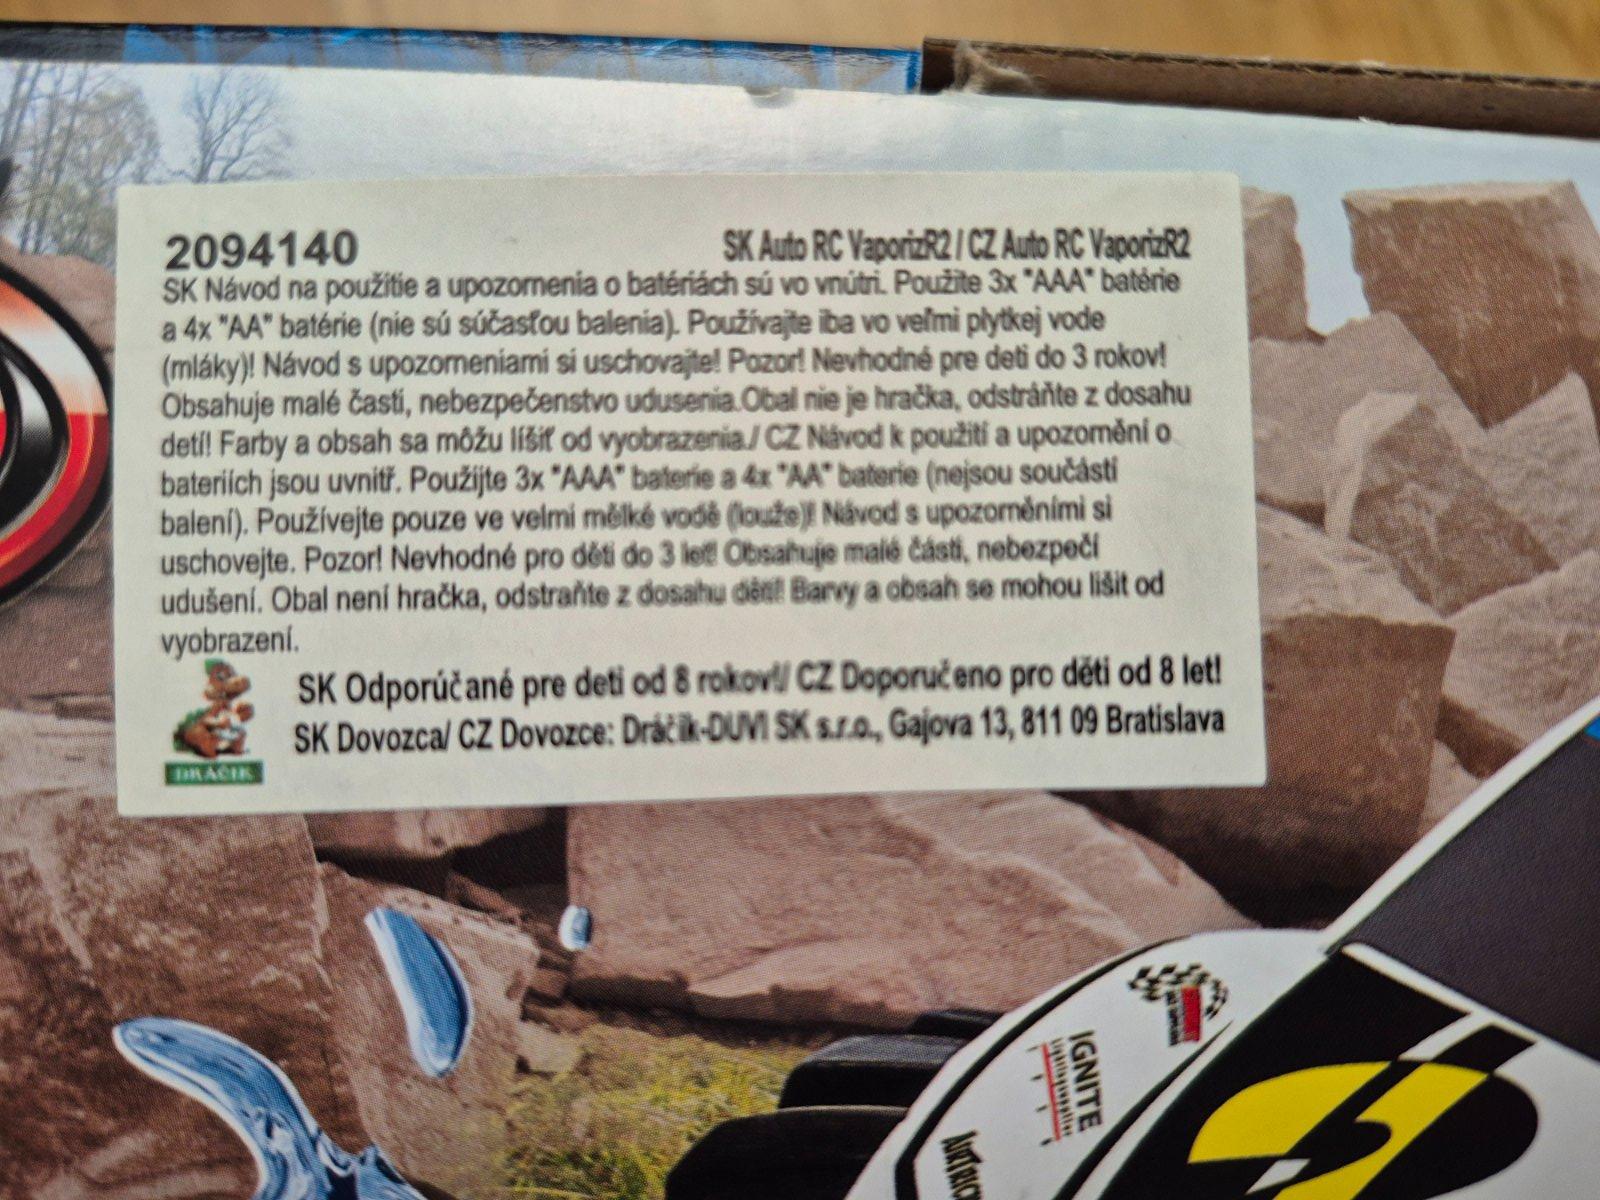 2094140 SK Auto RC VaporizR2 / CZ Auto RC VaporizR2
SK Návod na použitie a upozornenia o batériách sú vo vnútri. Použite 3x "AAA" batérie
a 4x "AA" batérie (nie sú súčasťou balenia). Používajte iba vo veľmi plytkej vode
(mláky)! Návod s upozorneniami si uschovajte! Pozor! Nevhodné pre deti do 3 rokov!
Obsahuje malé časti, nebezpečenstvo udusenia.Obal nie je hračka, odstráňte z dosahu
detí! Farby a obsah sa môžu líšiť od vyobrazenia./ CZ Návod k použití a upozornění o
bateriích jsou uvnitř. Použijte 3x "AAA" baterie a 4x "AA" baterie (nejsou součástí
balení). Používejte pouze ve velmi mělké vodě (louže)! Návod s upozorněními si
uschovejte. Pozor! Nevhodné pro děti do 3 let! Obsahuje malé části, nebezpečí
udušení. Obal není hračka, odstraňte z dosahu dětí! Barvy a obsah se mohou lišit od
vyobrazení.
SK Odporúčané pre deti od 8 rokov!/ CZ Doporučeno pro děti od 8 let!
SK Dovozca/ CZ Dovozce: Dráčik-DUVI SK s.r.o., Gajova 13, 811 09 Bratislava
DRÁČIK
IGNITE